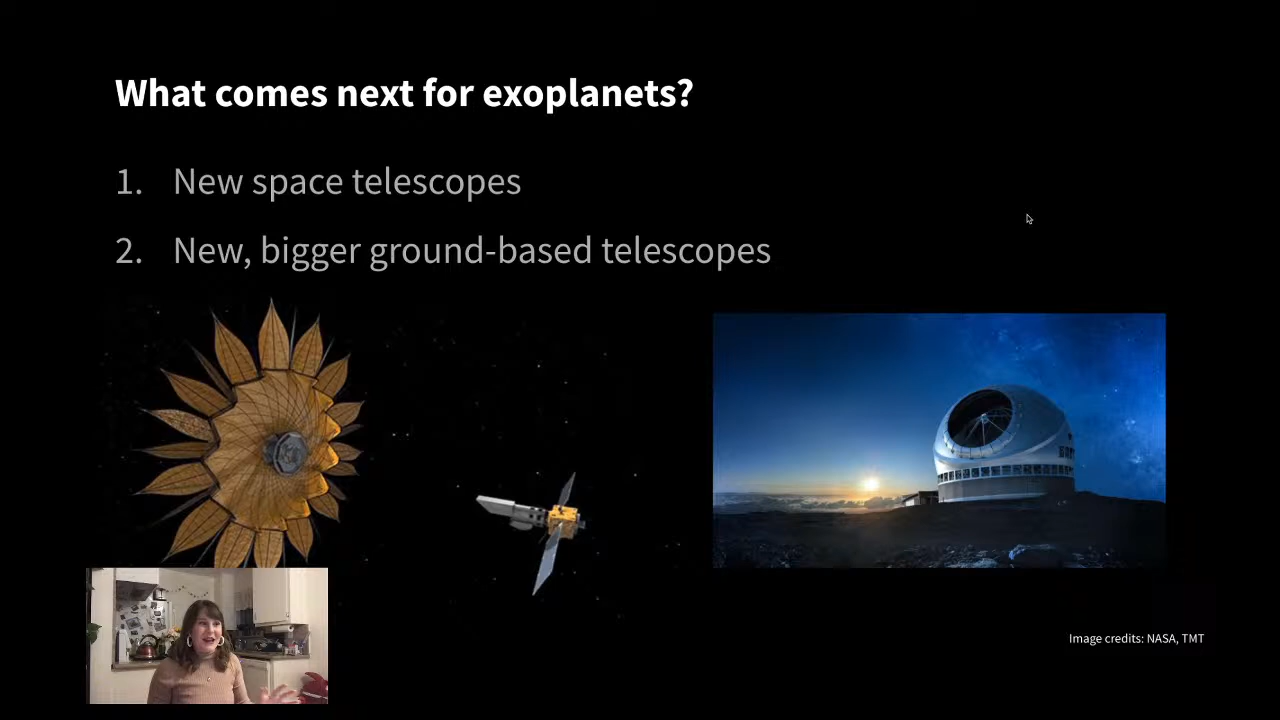 What comes next for exoplanets?
1. New space telescopes
2. New, bigger ground-based telescopes
Image credits: NASA, TMT